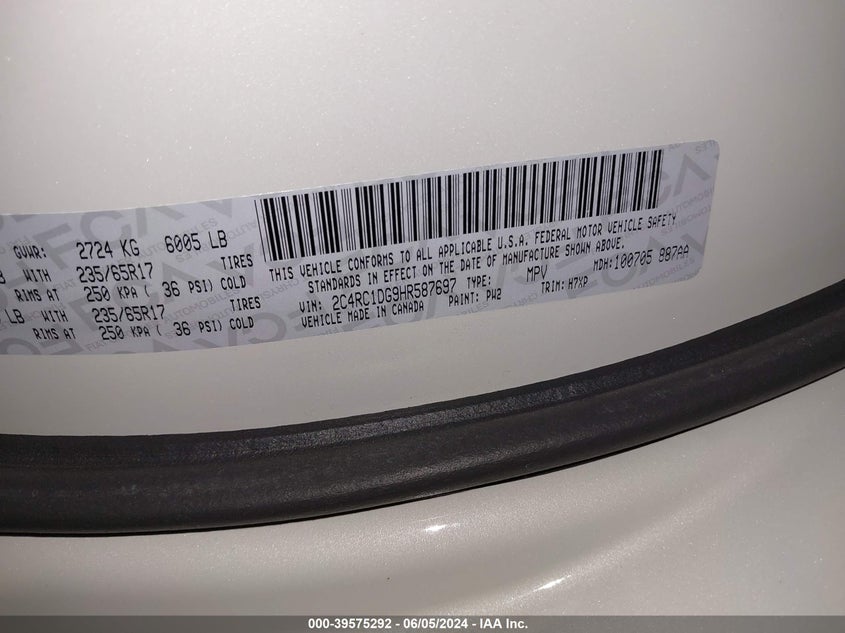 GVWR: 2724 KG 6005 LB
WITH 235/65R17 TIRES
RIMS AT 250 KPA ( 36 PSI) COLD
LB WITH 235/65R17 TIRES
RIMS AT 250 KPA ( 36 PSI) COLD
THIS VEHICLE CONFORMS TO ALL APPLICABLE U.S.A. FEDERAL MOTOR VEHICLE SAFETY
STANDARDS IN EFFECT ON THE DATE OF MANUFACTURE SHOWN ABOVE.
VIN: 2C4RC1DG9HR587697 TYPE: MPV MDH: 100705 887AA
VEHICLE MADE IN CANADA PAINT: PW2 TRIM: H7XP
000-39575292 - 06/05/2024 - IAA Inc.